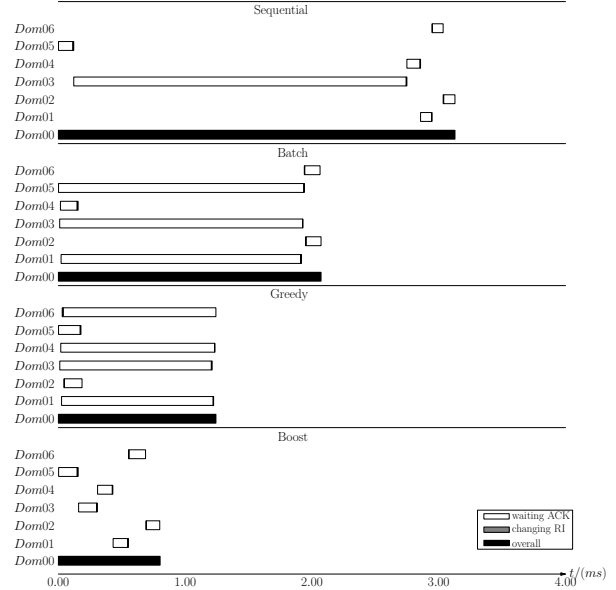 Sequential
Dom06
Dom05
Dom04
Dom03
Dom02
Dom01
Dom00
Batch
Dom06
Dom05
Dom04
Dom03
Dom02
Dom01
Dom00
Greedy
Dom06
Dom05
Dom04
Dom03
Dom02
Dom01
Dom00
Boost
Dom06
Dom05
Dom04
Dom03
Dom02
Dom01
Dom00
waiting ACK
changing RI
overall
0.00 1.00 2.00 3.00 4.00
t/(ms)